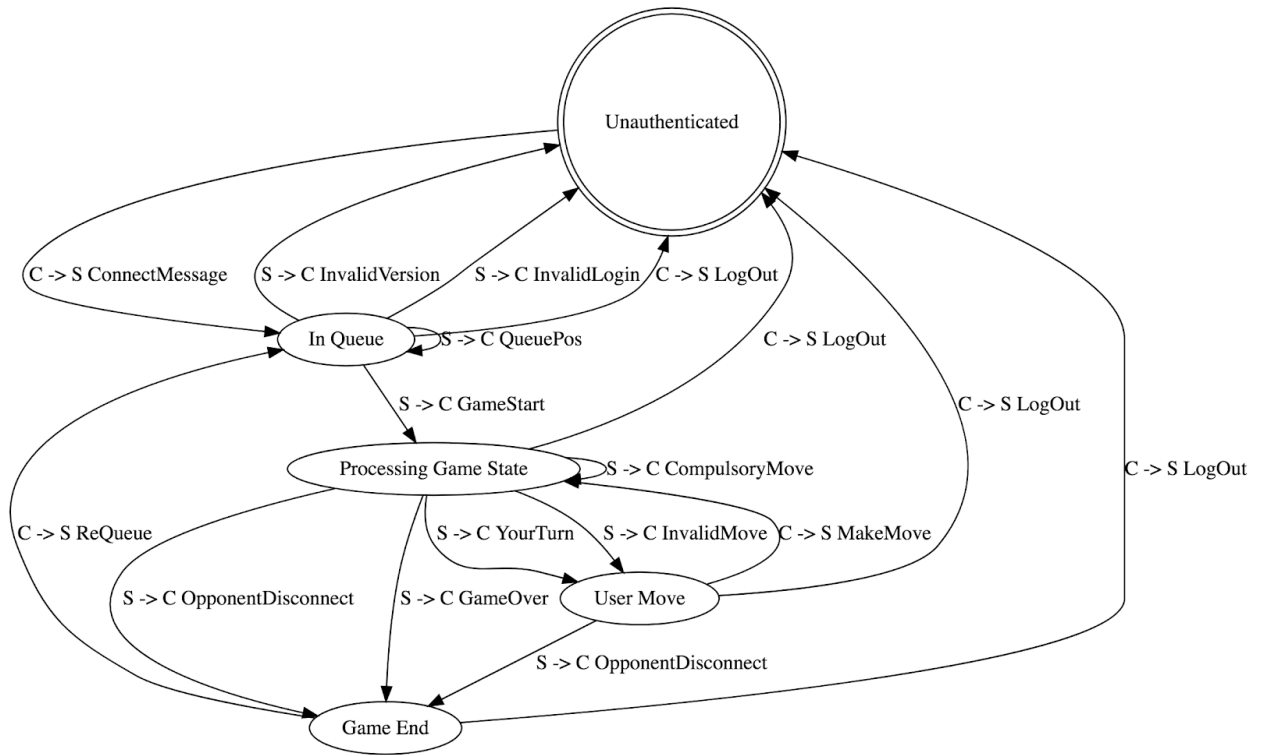 Unauthenticated
C -> S ConnectMessage
S -> C InvalidVersion
S -> C InvalidLogin
C -> S LogOut
In Queue
S -> C QueuePos
C -> S LogOut
S -> C GameStart
C -> S LogOut
Processing Game State
S -> C CompulsoryMove
C -> S LogOut
C -> S ReQueue
S -> C YourTurn
S -> C InvalidMove
C -> S MakeMove
S -> C OpponentDisconnect
S -> C GameOver
User Move
S -> C OpponentDisconnect
Game End